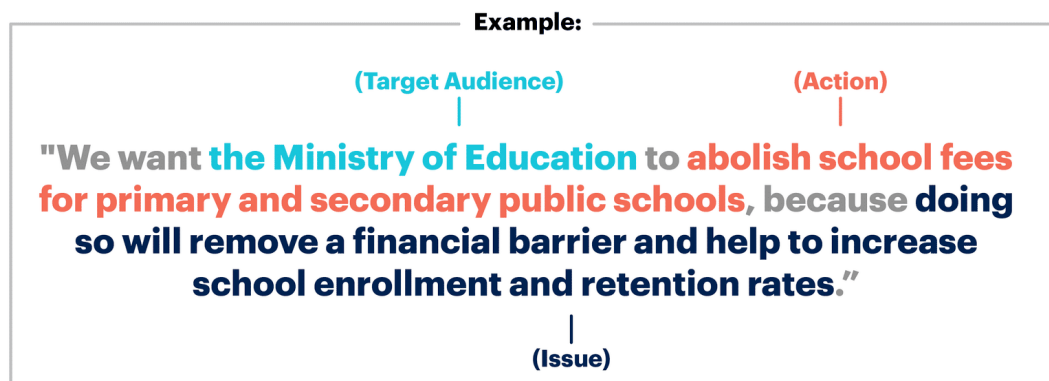 Example:
(Target Audience) (Action)
"We want the Ministry of Education to abolish school fees
for primary and secondary public schools, because doing
so will remove a financial barrier and help to increase
school enrollment and retention rates.”
(Issue)